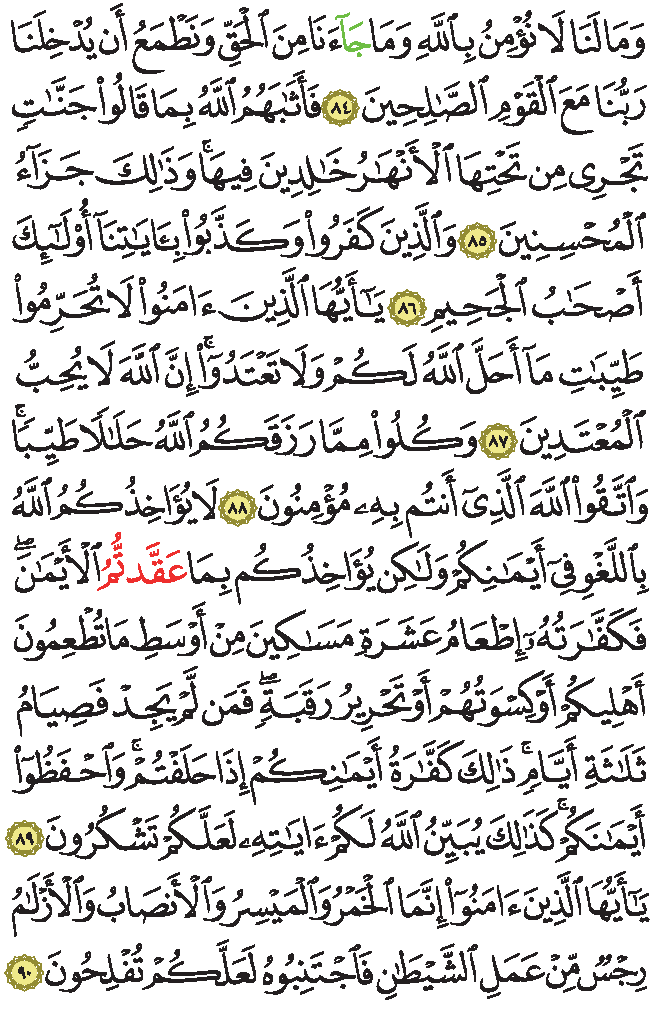 وَمَا لَنَا لَا نُؤْمِنُ بِٱللَّهِ وَمَا جَآءَنَا مِنَ ٱلْحَقِّ وَنَطْمَعُ أَن يُدْخِلَنَا
رَبُّنَا مَعَ ٱلْقَوْمِ ٱلصَّٰلِحِينَ ٨٤ فَأَثَٰبَهُمُ ٱللَّهُ بِمَا قَالُوا۟ جَنَّٰتٍ
تَجْرِى مِن تَحْتِهَا ٱلْأَنْهَٰرُ خَٰلِدِينَ فِيهَا ۚ وَذَٰلِكَ جَزَآءُ
ٱلْمُحْسِنِينَ ٨٥ وَٱلَّذِينَ كَفَرُوا۟ وَكَذَّبُوا۟ بِـَٔايَٰتِنَآ أُو۟لَٰٓئِكَ
أَصْحَٰبُ ٱلْجَحِيمِ ٨٦ يَٰٓأَيُّهَا ٱلَّذِينَ ءَامَنُوا۟ لَا تُحَرِّمُوا۟
طَيِّبَٰتِ مَآ أَحَلَّ ٱللَّهُ لَكُمْ وَلَا تَعْتَدُوٓا۟ ۚ إِنَّ ٱللَّهَ لَا يُحِبُّ
ٱلْمُعْتَدِينَ ٨٧ وَكُلُوا۟ مِمَّا رَزَقَكُمُ ٱللَّهُ حَلَٰلًا طَيِّبًا ۚ
وَٱتَّقُوا۟ ٱللَّهَ ٱلَّذِىٓ أَنتُم بِهِۦ مُؤْمِنُونَ ٨٨ لَا يُؤَاخِذُكُمُ ٱللَّهُ
بِٱللَّغْوِ فِىٓ أَيْمَٰنِكُمْ وَلَٰكِن يُؤَاخِذُكُم بِمَا عَقَّدتُّمُ ٱلْأَيْمَٰنَ ۖ
فَكَفَّٰرَتُهُۥٓ إِطْعَامُ عَشَرَةِ مَسَٰكِينَ مِنْ أَوْسَطِ مَا تُطْعِمُونَ
أَهْلِيكُمْ أَوْ كِسْوَتُهُمْ أَوْ تَحْرِيرُ رَقَبَةٍ ۖ فَمَن لَّمْ يَجِدْ فَصِيَامُ
ثَلَٰثَةِ أَيَّامٍ ۚ ذَٰلِكَ كَفَّٰرَةُ أَيْمَٰنِكُمْ إِذَا حَلَفْتُمْ ۚ وَٱحْفَظُوٓا۟
أَيْمَٰنَكُمْ ۚ كَذَٰلِكَ يُبَيِّنُ ٱللَّهُ لَكُمْ ءَايَٰتِهِۦ لَعَلَّكُمْ تَشْكُرُونَ ٨٩
يَٰٓأَيُّهَا ٱلَّذِينَ ءَامَنُوٓا۟ إِنَّمَا ٱلْخَمْرُ وَٱلْمَيْسِرُ وَٱلْأَنصَابُ وَٱلْأَزْلَٰمُ
رِجْسٌ مِّنْ عَمَلِ ٱلشَّيْطَٰنِ فَٱجْتَنِبُوهُ لَعَلَّكُمْ تُفْلِحُونَ ٩٠